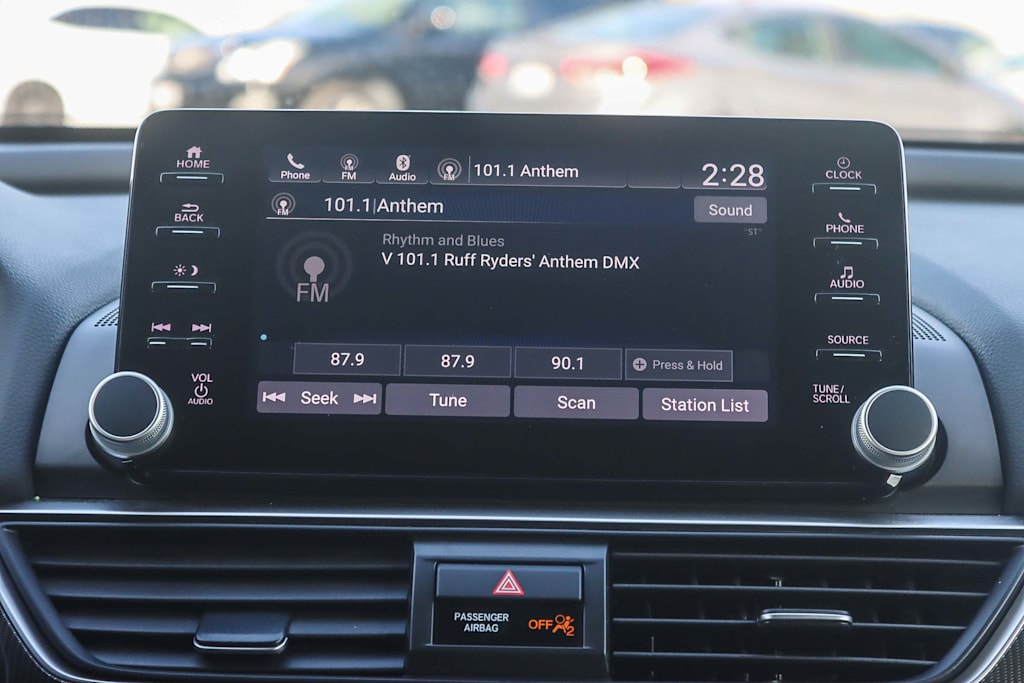 HOME
BACK
VOL
AUDIO
Phone
FM
Audio
101.1 Anthem
2:28
FM
101.1 Anthem
Sound
"ST"
FM
Rhythm and Blues
V 101.1 Ruff Ryders' Anthem DMX
87.9
87.9
90.1
Press & Hold
Seek
Tune
Scan
Station List
CLOCK
PHONE
AUDIO
SOURCE
TUNE/
SCROLL
PASSENGER
AIRBAG
OFF
2